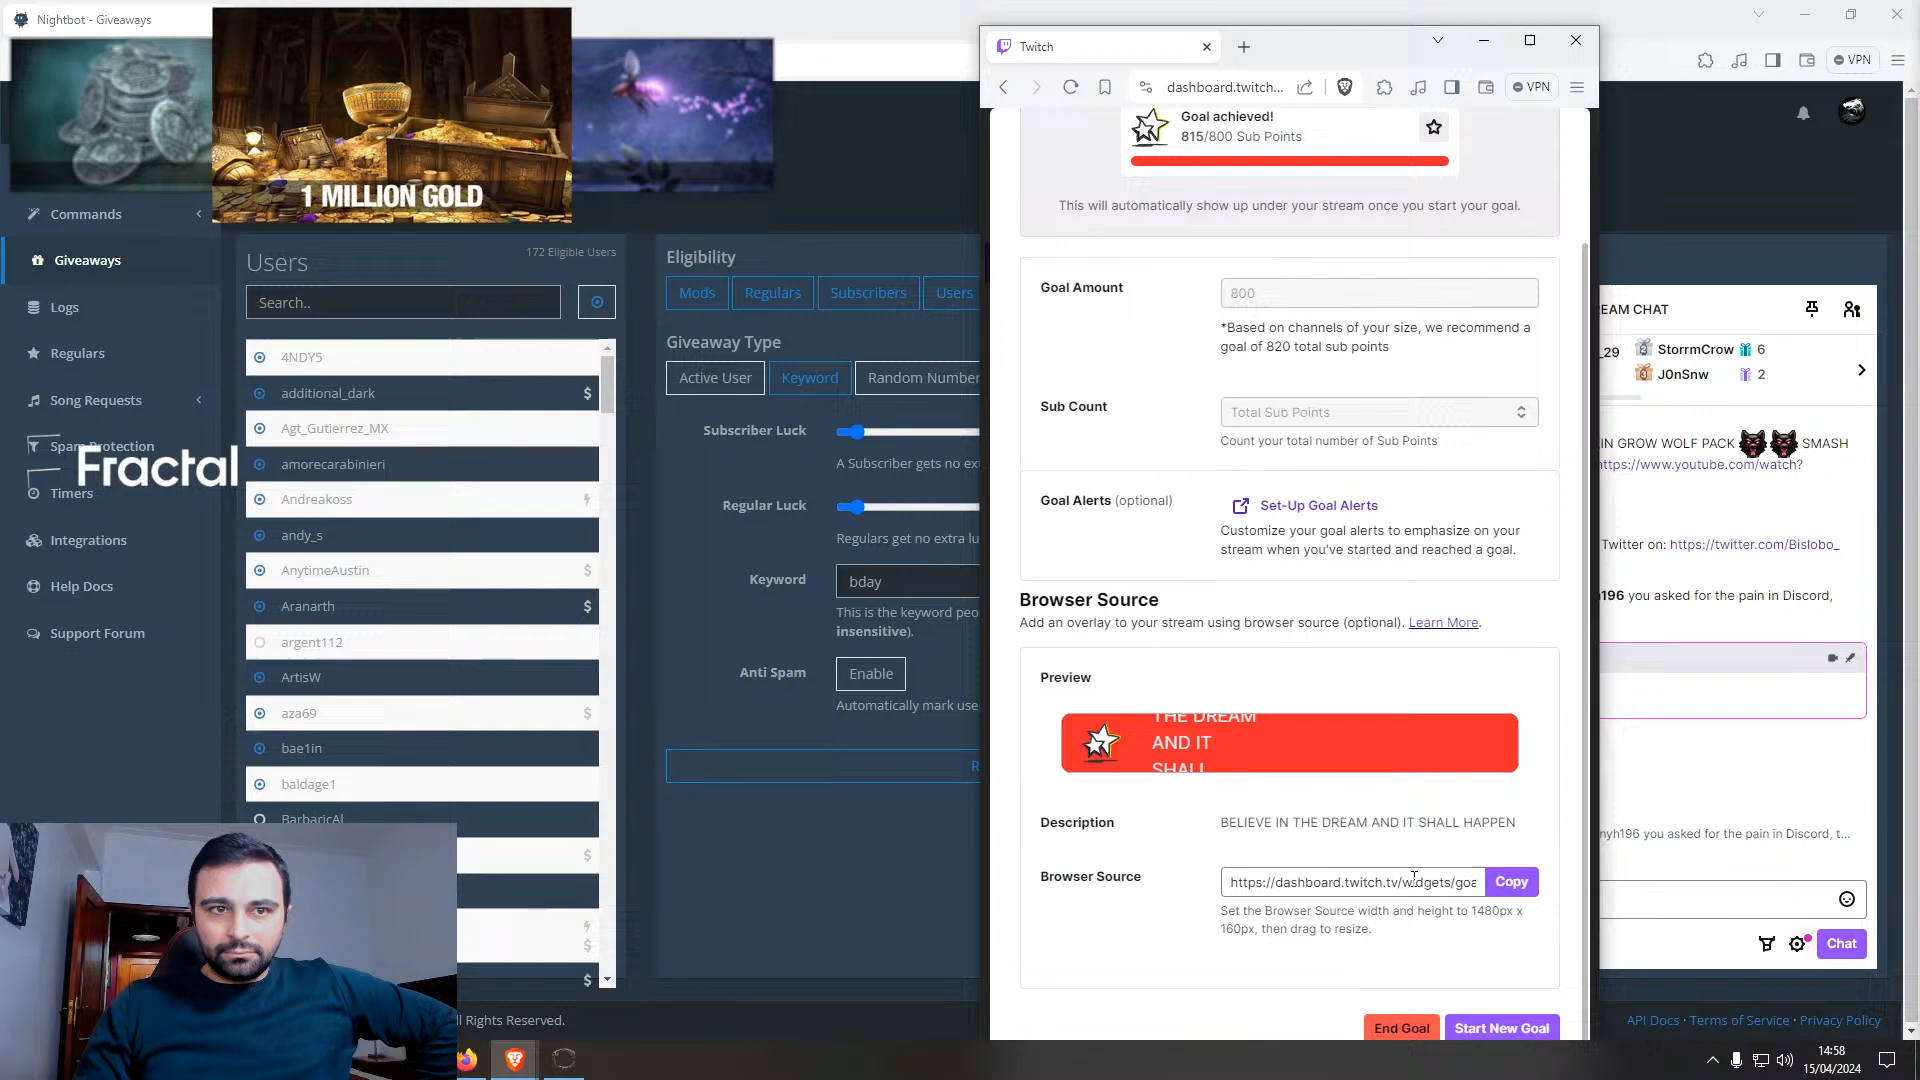 Nightbot - Giveaways
1 MILLION GOLD
Commands
Giveaways
Logs
Regulars
Song Requests
Spam Protection
Fractal
Timers
Integrations
Help Docs
Support Forum
Users
172 Eligible Users
Search..
4NDY5
additional_dark $
Agt_Gutierrez_MX
amorecarabinieri
Andreakoss
andy_s
AnytimeAustin $
Aranarth $
argent112
ArtisW
aza69 $
bae1in
baldage1
BarbaricAl
$
$
$
ll Rights Reserved.
Eligibility
Mods
Regulars
Subscribers
Users
Giveaway Type
Active User
Keyword
Random Number
Subscriber Luck
A Subscriber gets no ex
Regular Luck
Regulars get no extra lu
Keyword
bday
This is the keyword peo
insensitive).
Anti Spam
Enable
Automatically mark use
R
Twitch
dashboard.twitch...
VPN
Goal achieved!
815/800 Sub Points
This will automatically show up under your stream once you start your goal.
Goal Amount
800
*Based on channels of your size, we recommend a
goal of 820 total sub points
Sub Count
Total Sub Points
Count your total number of Sub Points
Goal Alerts (optional)
Set-Up Goal Alerts
Customize your goal alerts to emphasize on your
stream when you've started and reached a goal.
Browser Source
Add an overlay to your stream using browser source (optional). Learn More.
Preview
THE DREAM
AND IT
SHALL
Description
BELIEVE IN THE DREAM AND IT SHALL HAPPEN
Browser Source
https://dashboard.twitch.tv/widgets/goa
Copy
Set the Browser Source width and height to 1480px x
160px, then drag to resize.
End Goal
Start New Goal
VPN
EAM CHAT
_29
2 StorrmCrow 6
3 J0nSnw 2
IN GROW WOLF PACK SMASH
https://www.youtube.com/watch?
Twitter on: https://twitter.com/Bislobo_
196 you asked for the pain in Discord,
nyh196 you asked for the pain in Discord, t...
Chat
API Docs · Terms of Service · Privacy Policy
14:58
15/04/2024